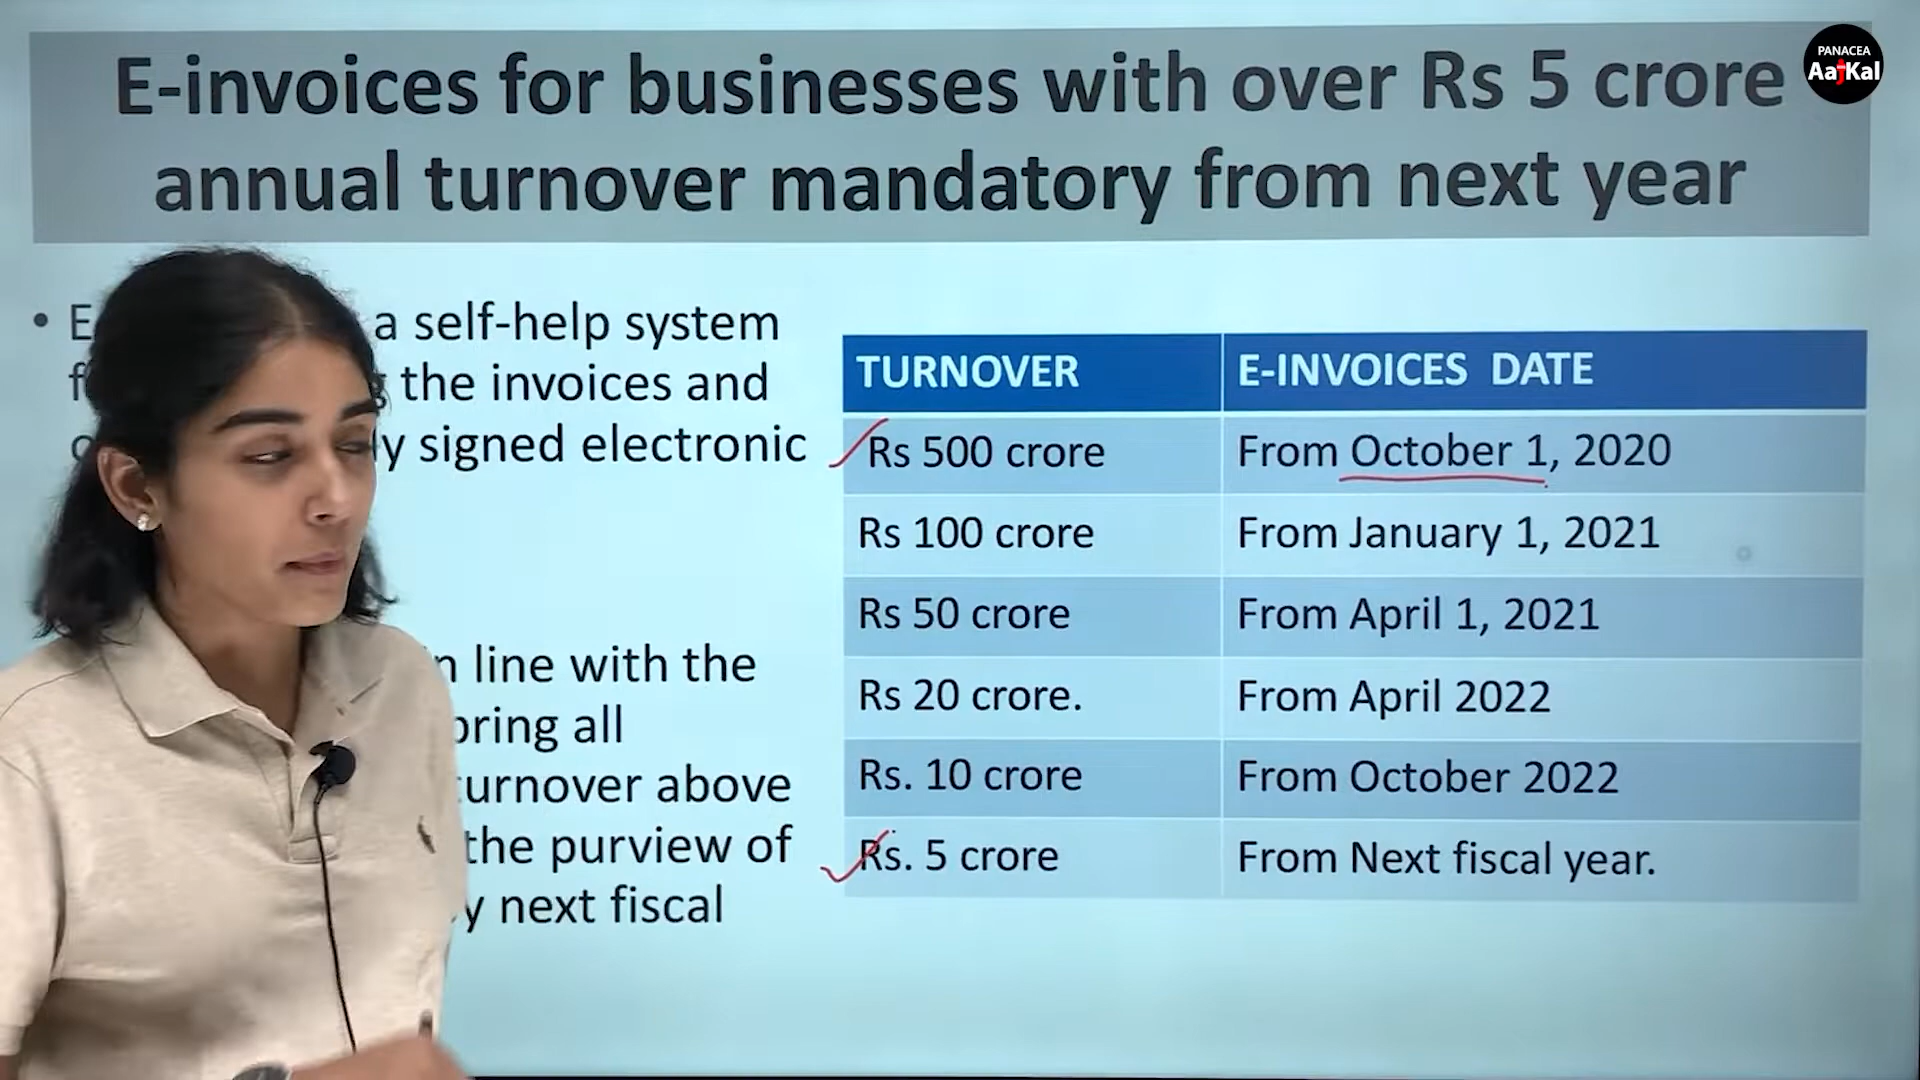 E-invoices for businesses with over Rs 5 crore
annual turnover mandatory from next year
PANACEA
AajKal
• a self-help system
the invoices and
signed electronic
line with the
all
above
the purview of
next fiscal
TURNOVER E-INVOICES DATE
Rs 500 crore From October 1, 2020
Rs 100 crore From January 1, 2021
Rs 50 crore From April 1, 2021
Rs 20 crore. From April 2022
Rs. 10 crore From October 2022
Rs. 5 crore From Next fiscal year.